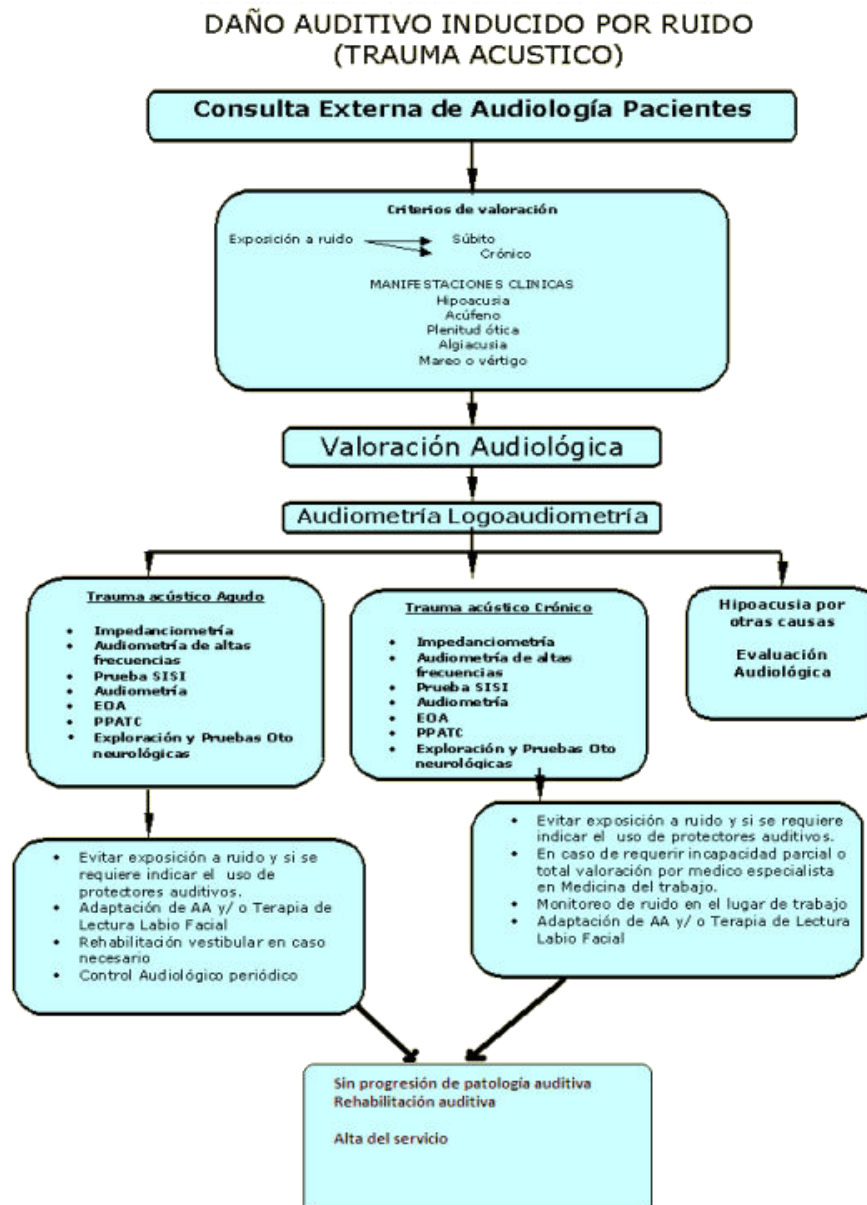 DAÑO AUDITIVO INDUCIDO POR RUIDO
(TRAUMA ACUSTICO)
Consulta Externa de Audiología Pacientes
Criterios de valoración
Exposición a ruido Súbito
Crónico
MANIFESTACIONES CLINICAS
Hipoacusia
Acúfeno
Plenitud ótica
Algiacusia
Mareo o vértigo
Valoración Audiológica
Audiometría Logoaudiometría
Trauma acústico Agudo
• Impedanciometría
• Audiometría de altas
frecuencias
• Prueba SISI
• Audiometría
• EOA
• PPATC
• Exploración y Pruebas Oto
neurológicas
Trauma acústico Crónico
• Impedanciometría
• Audiometría de altas
frecuencias
• Prueba SISI
• Audiometría
• EOA
• PPATC
• Exploración y Pruebas Oto
neurológicas
Hipoacusia por
otras causas
Evaluación
Audiológica
• Evitar exposición a ruido y si se
requiere indicar el uso de
protectores auditivos.
• Adaptación de AA y/ o Terapia de
Lectura Labio Facial
• Rehabilitación vestibular en caso
necesario
• Control Audiológico periódico
• Evitar exposición a ruido y si se requiere
indicar el uso de protectores auditivos.
• En caso de requerir incapacidad parcial o
total valoración por medico especialista
en Medicina del trabajo.
• Monitoreo de ruido en el lugar de trabajo
• Adaptación de AA y/ o Terapia de Lectura
Labio Facial
Sin progresión de patología auditiva
Rehabilitación auditiva
Alta del servicio